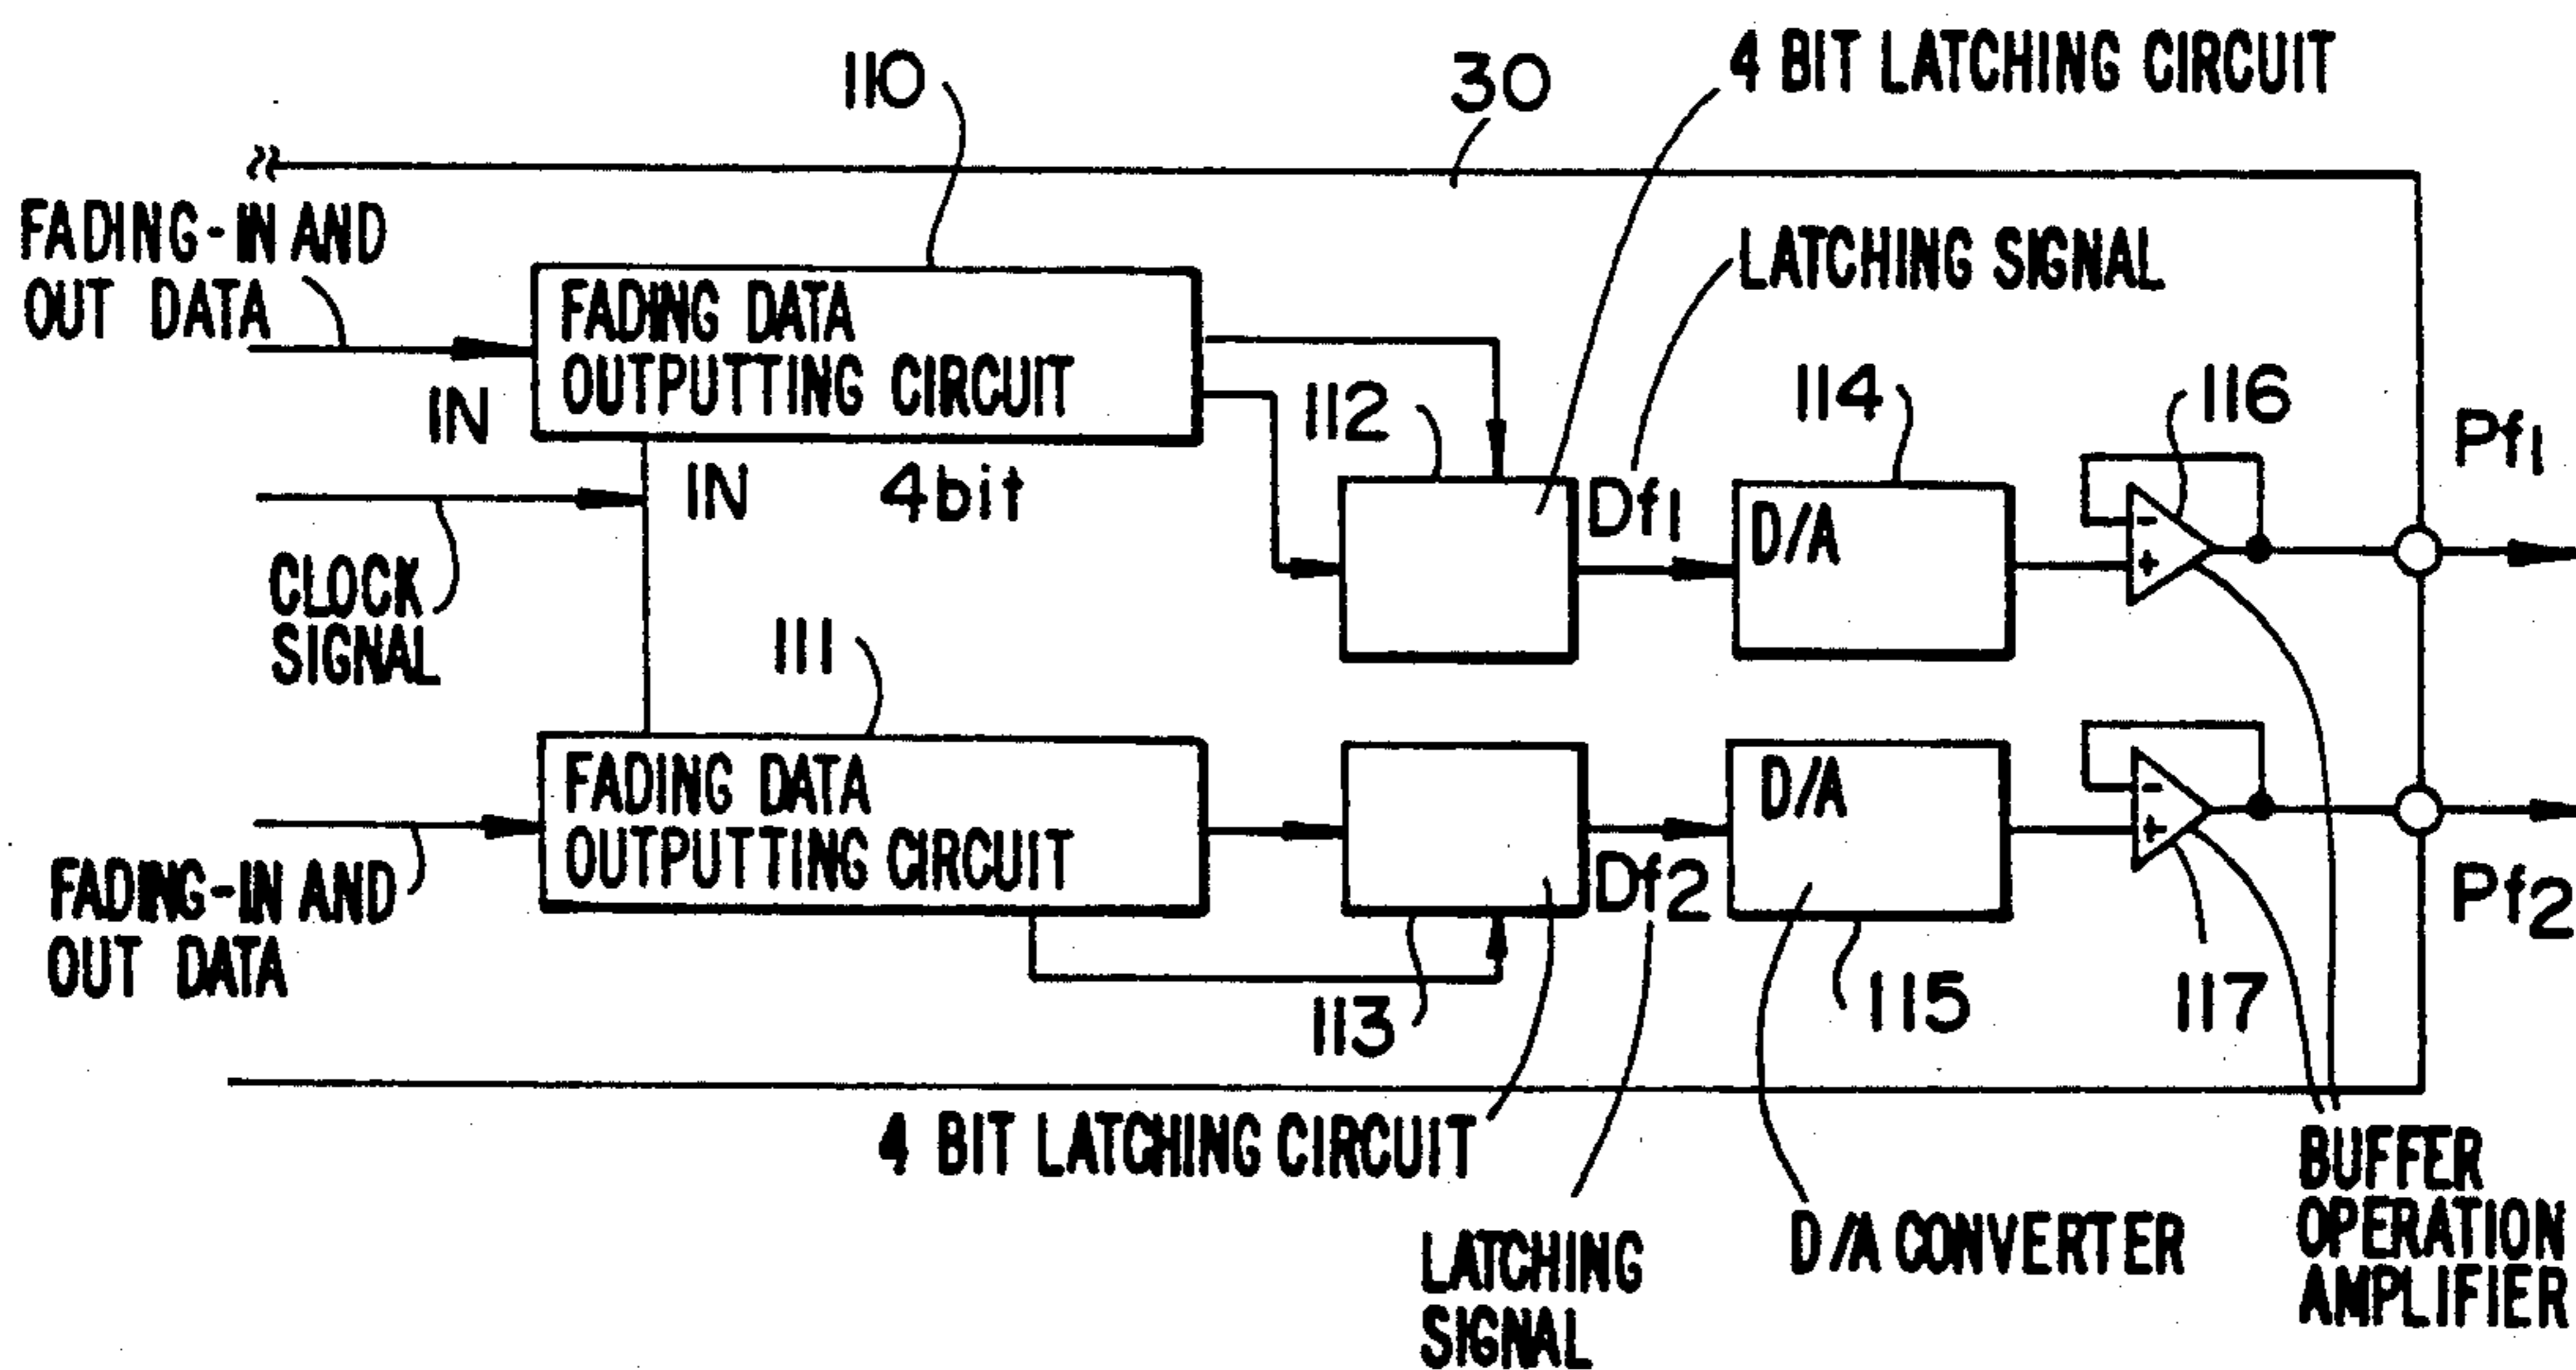 110
30
4 BIT LATCHING CIRCUIT
FADING-IN AND
OUT DATA
LATCHING SIGNAL
FADING DATA
OUTPUTTING CIRCUIT
IN
112
114
116
Pf1
IN
4bit
Df1
D/A
-
+
CLOCK
SIGNAL
111
FADING DATA
OUTPUTTING CIRCUIT
D/A
-
+
FADING-IN AND
OUT DATA
Df2
Pf2
113
115
117
4 BIT LATCHING CIRCUIT
LATCHING
SIGNAL
D/A CONVERTER
BUFFER
OPERATION
AMPLIFIER